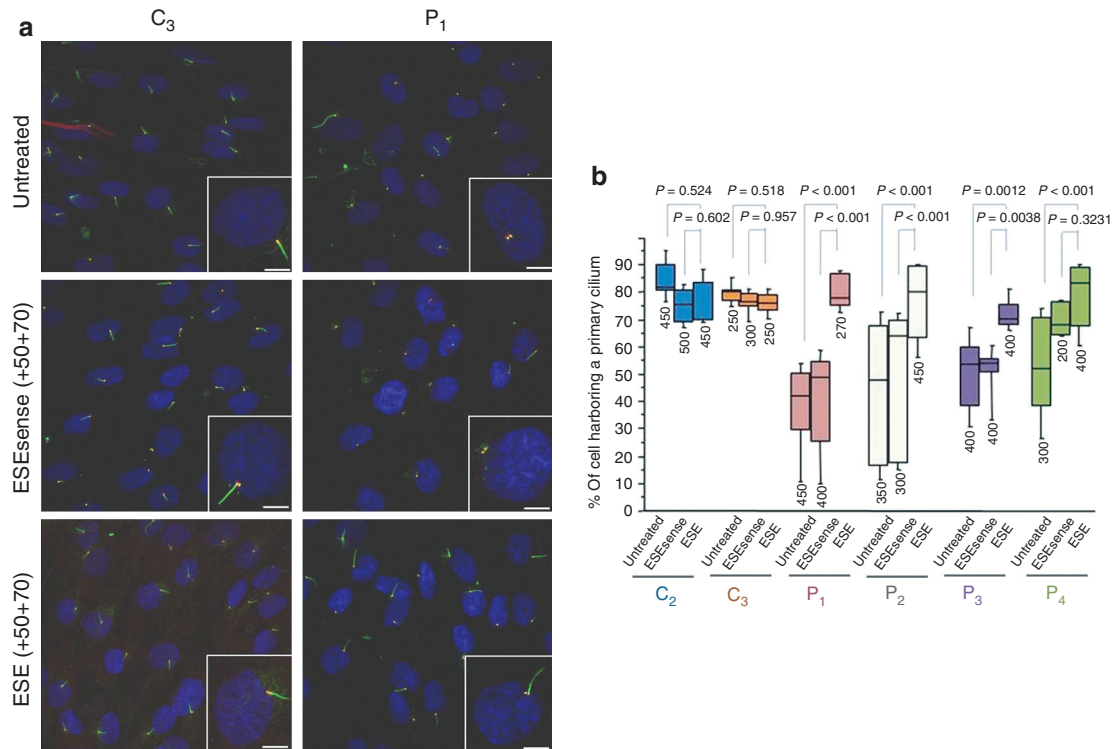 a
C3
P1
Untreated
ESEsense (+50+70)
ESE (+50+70)
b
P = 0.524
P = 0.518
P < 0.001
P < 0.001
P = 0.0012
P < 0.001
P = 0.602
P = 0.957
P < 0.001
P < 0.001
P = 0.0038
P = 0.3231
% Of cell harboring a primary cilium
90
80
70
60
50
40
30
20
10
0
450
500
450
250
300
250
450
400
270
350
300
450
400
400
400
300
200
400
Untreated
ESEsense
ESE
Untreated
ESEsense
ESE
Untreated
ESEsense
ESE
Untreated
ESEsense
ESE
Untreated
ESEsense
ESE
Untreated
ESEsense
ESE
C2
C3
P1
P2
P3
P4